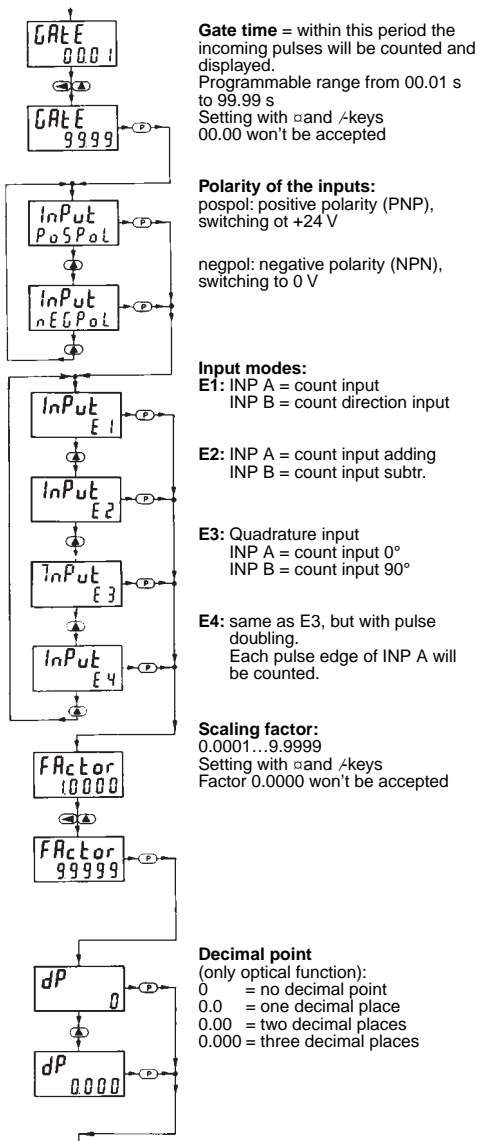 GAtE
00.01
Gate time = within this period the
incoming pulses will be counted and
displayed.
Programmable range from 00.01 s
to 99.99 s
Setting with ¤and ⁄-keys
00.00 won't be accepted
GAtE
99.99
P
Polarity of the inputs:
pospol: positive polarity (PNP),
switching ot +24 V
InPut
PoSPoL
P
negpol: negative polarity (NPN),
switching to 0 V
InPut
nEGPoL
P
Input modes:
E1: INP A = count input
INP B = count direction input
InPut
E1
P
E2: INP A = count input adding
INP B = count input subtr.
InPut
E2
P
E3: Quadrature input
INP A = count input 0°
INP B = count input 90°
InPut
E3
P
E4: same as E3, but with pulse
doubling.
Each pulse edge of INP A will
be counted.
InPut
E4
P
Scaling factor:
0.0001…9.9999
Setting with ¤and ⁄-keys
Factor 0.0000 won't be accepted
FActor
1.0000
FActor
9.9999
P
Decimal point
(only optical function):
0 = no decimal point
0.0 = one decimal place
0.00 = two decimal places
0.000 = three decimal places
dP
0
P
dP
0.000
P